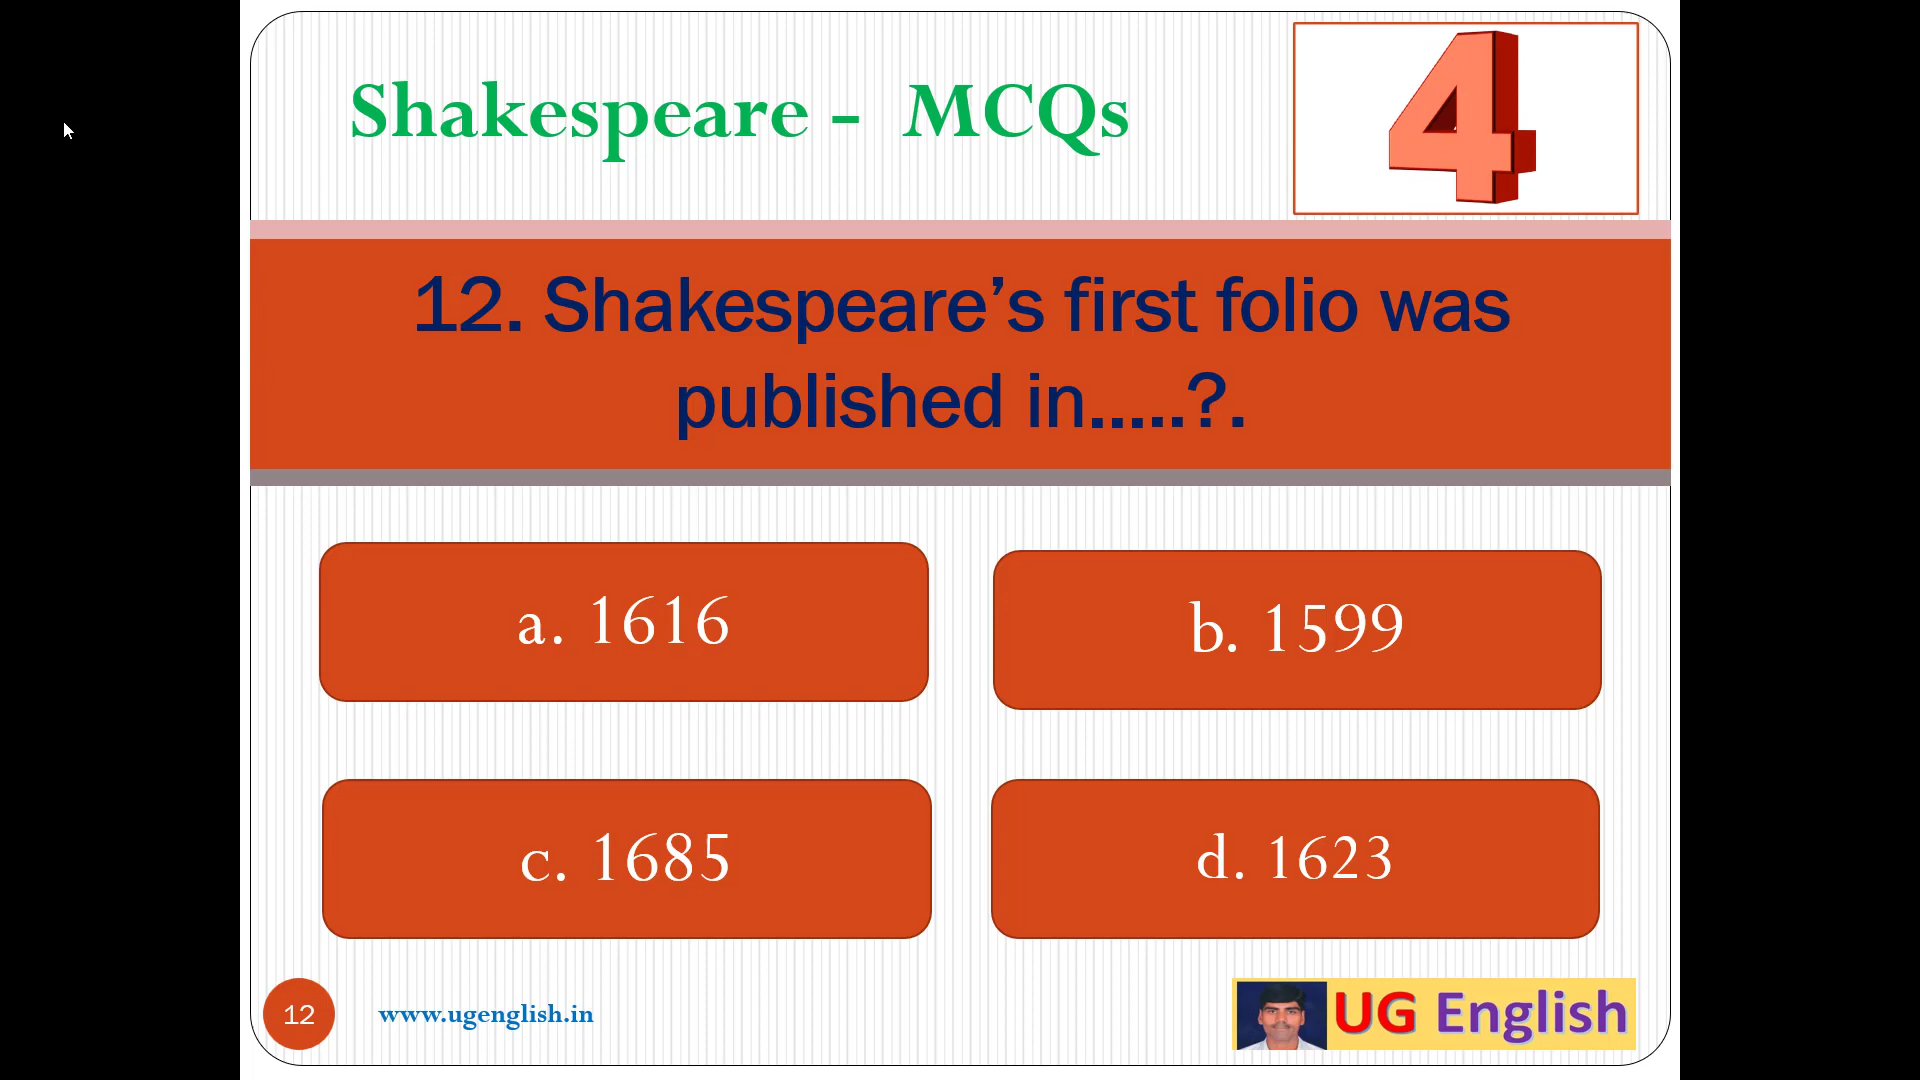 Shakespeare - MCQs
4
12. Shakespeare’s first folio was
published in.....?.
a. 1616
b. 1599
c. 1685
d. 1623
12
www.ugenglish.in
UG English